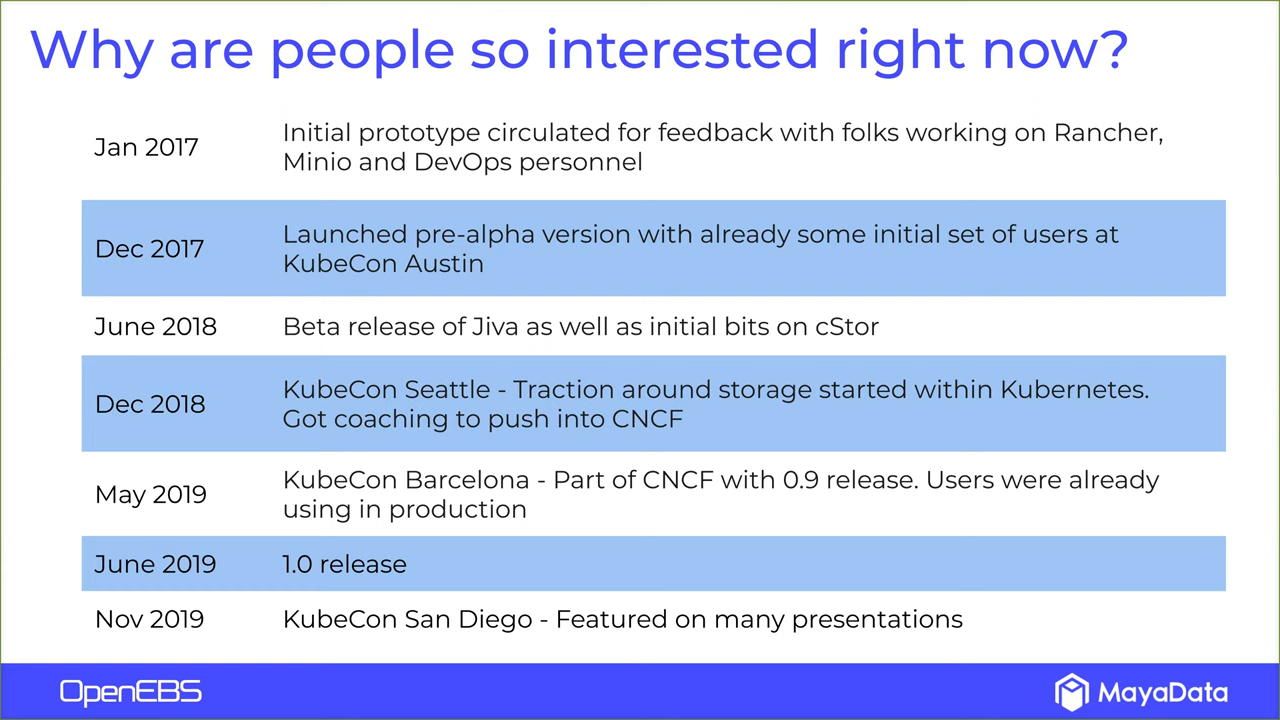 Why are people so interested right now?
Jan 2017
Initial prototype circulated for feedback with folks working on Rancher,
Minio and DevOps personnel
Dec 2017
Launched pre-alpha version with already some initial set of users at
KubeCon Austin
June 2018
Beta release of Jiva as well as initial bits on cStor
Dec 2018
KubeCon Seattle - Traction around storage started within Kubernetes.
Got coaching to push into CNCF
May 2019
KubeCon Barcelona - Part of CNCF with 0.9 release. Users were already
using in production
June 2019
1.0 release
Nov 2019
KubeCon San Diego - Featured on many presentations
OpenEBS
MayaData